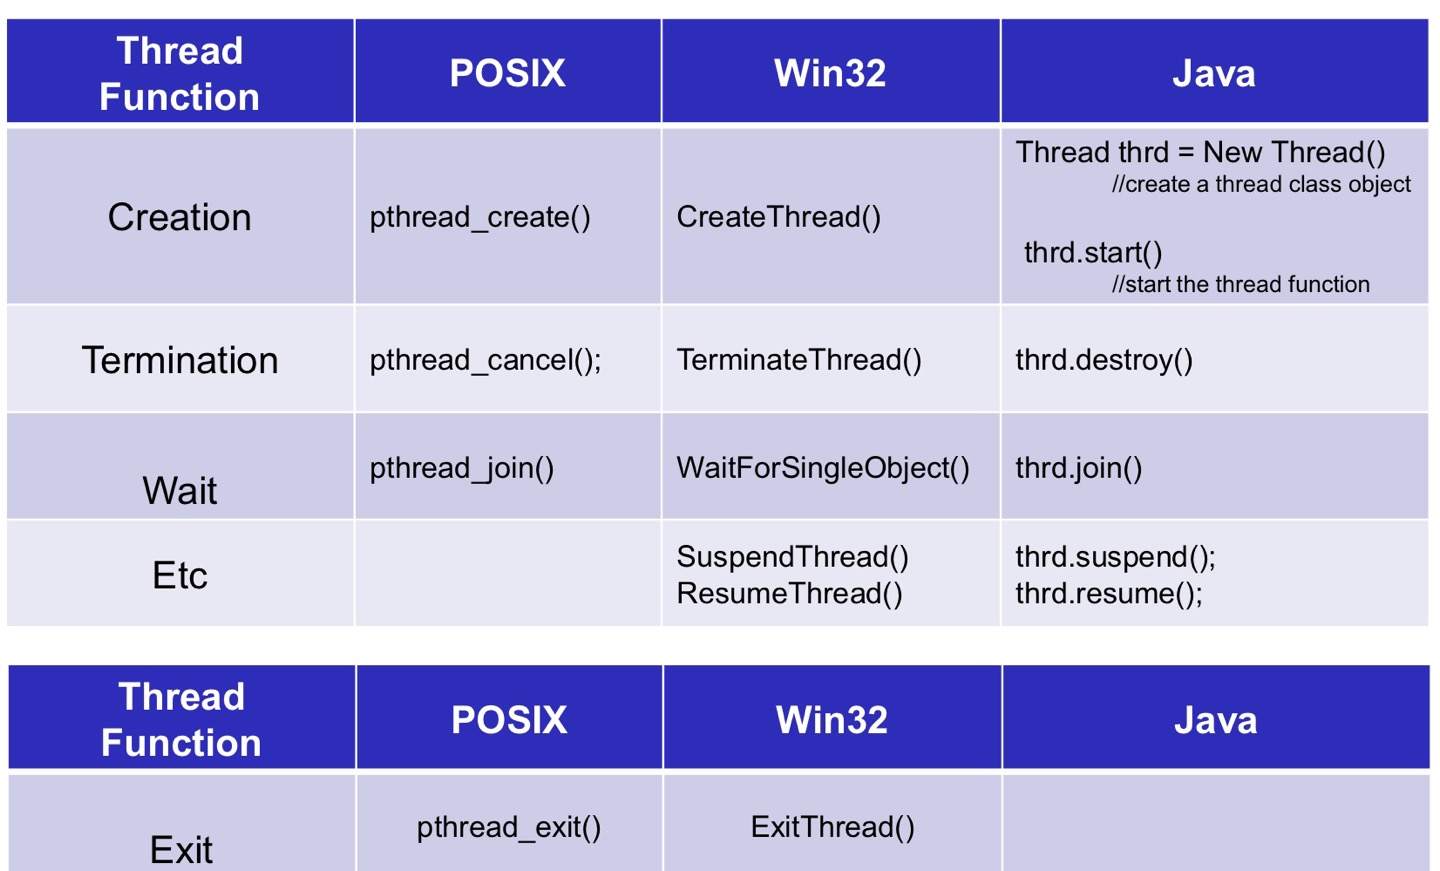 Thread
Function
POSIX
Win32
Java
Creation
pthread_create()
CreateThread()
Thread thrd = New Thread()
//create a thread class object
thrd.start()
//start the thread function
Termination
pthread_cancel();
TerminateThread()
thrd.destroy()
Wait
pthread_join()
WaitForSingleObject()
thrd.join()
Etc
SuspendThread()
ResumeThread()
thrd.suspend();
thrd.resume();
Thread
Function
POSIX
Win32
Java
Exit
pthread_exit()
ExitThread()